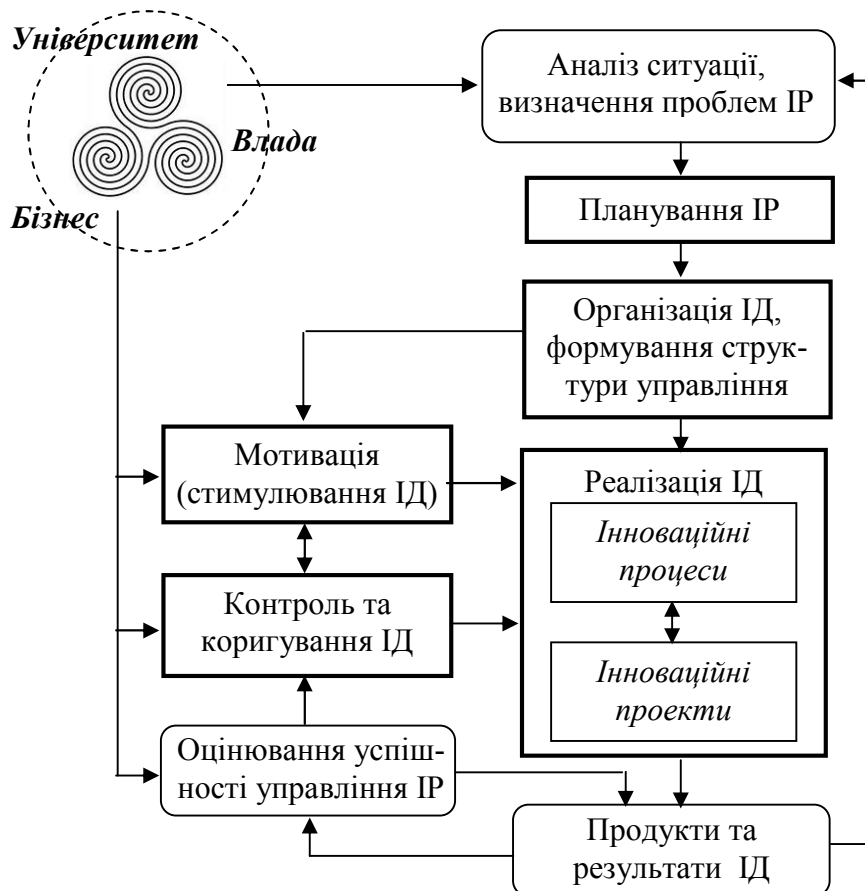 Університет
Влада
Бізнес
Аналіз ситуації,
визначення проблем ІР
Планування ІР
Організація ІД,
формування струк-
тури управління
Мотивація
(стимулювання ІД)
Реалізація ІД
Інноваційні
процеси
Контроль та
коригування ІД
Інноваційні
проекти
Оцінювання успіш-
ності управління ІР
Продукти та
результати ІД